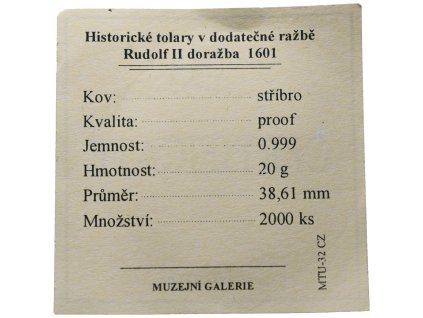 Historické tolary v dodatečné ražbě
Rudolf II doražba 1601
Kov: stříbro
Kvalita: proof
Jemnost: 0.999
Hmotnost: 20 g
Průměr: 38,61 mm
Množství: 2000 ks
MUZEJNÍ GALERIE
MTU-32 CZ